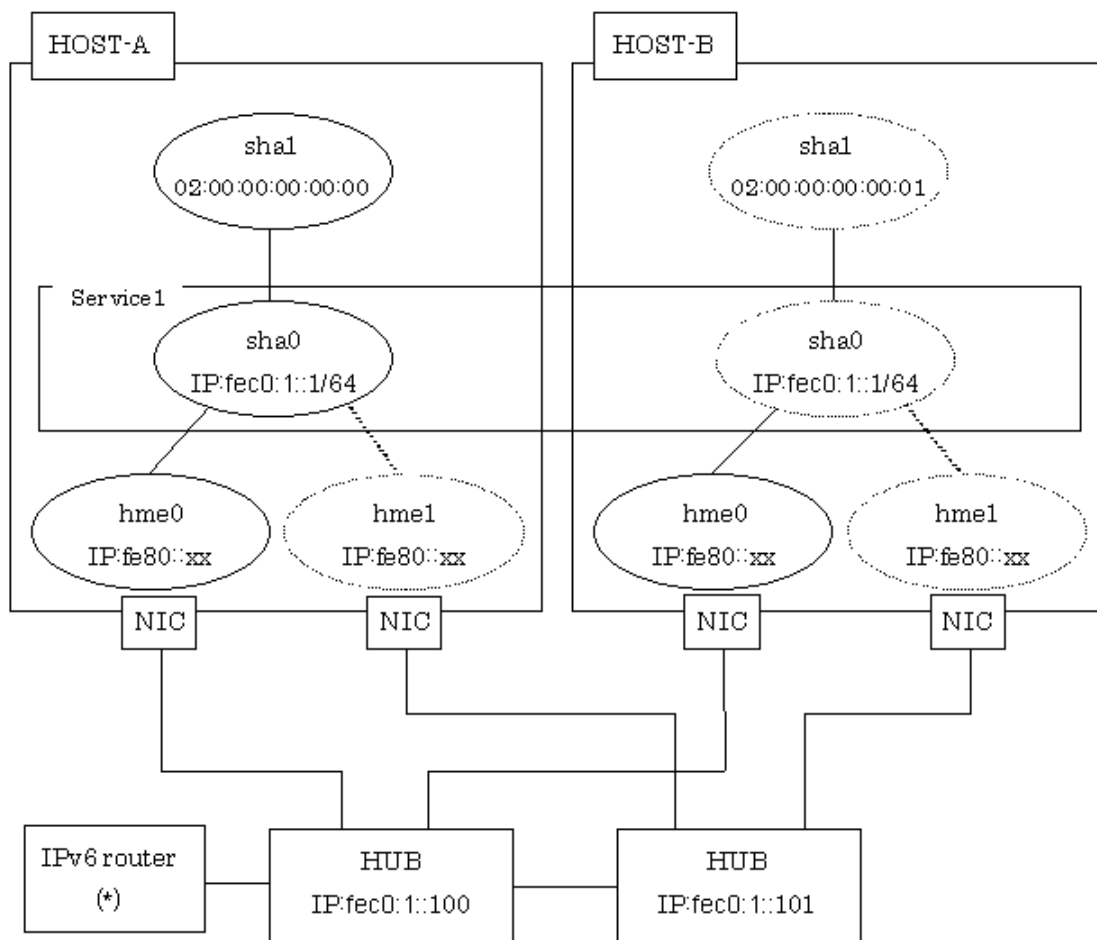 HOST-A
HOST-B
sha1
02:00:00:00:00:00
sha1
02:00:00:00:00:01
Service1
sha0
IP:fec0:1::1/64
sha0
IP:fec0:1::1/64
hme0
IP:fe80::xx
hme1
IP:fe80::xx
hme0
IP:fe80::xx
hme1
IP:fe80::xx
NIC
NIC
NIC
NIC
IPv6 router
(*)
HUB
IP:fec0:1::100
HUB
IP:fec0:1::101